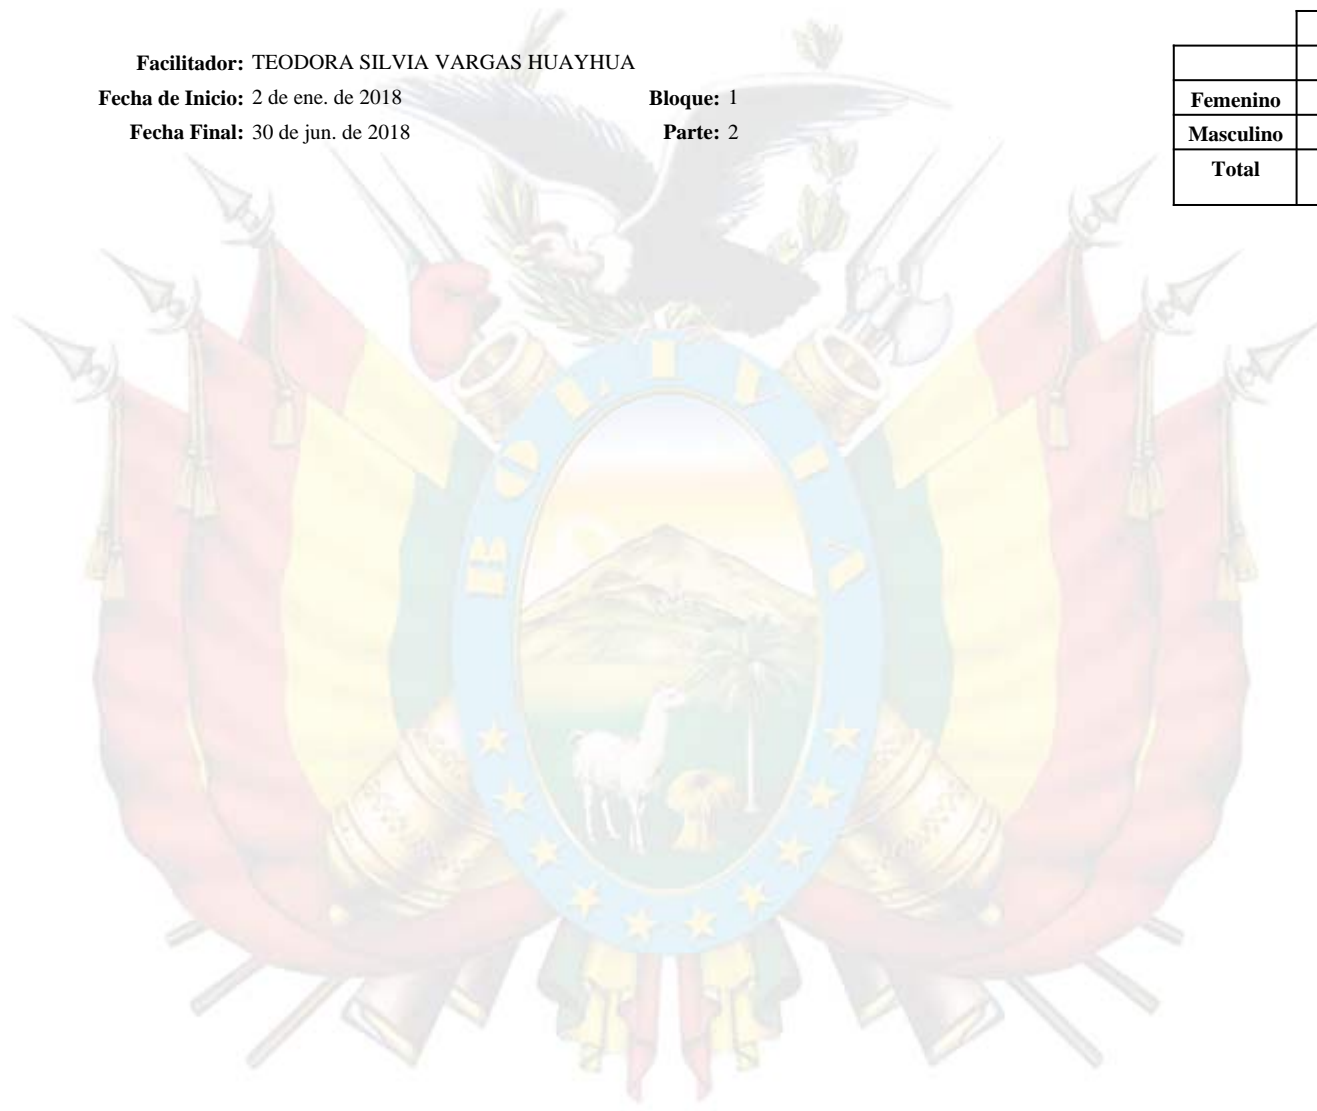 Facilitador: TEODORA SILVIA VARGAS HUAYHUA
Fecha de Inicio: 2 de ene. de 2018 Bloque: 1
Fecha Final: 30 de jun. de 2018 Parte: 2
Femenino
Masculino
Total
BOLIVIA